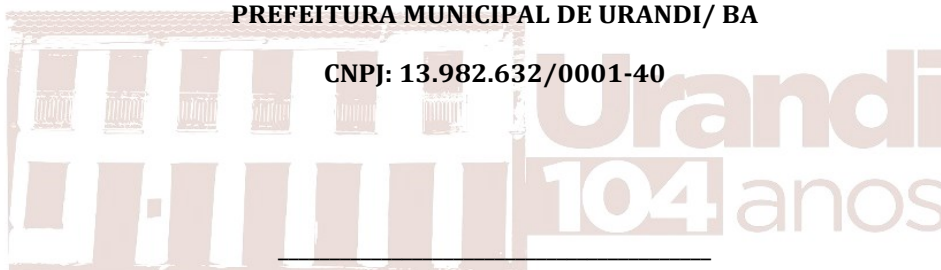 PREFEITURA MUNICIPAL DE URANDI/ BA
CNPJ: 13.982.632/0001-40
Urandi
104 anos